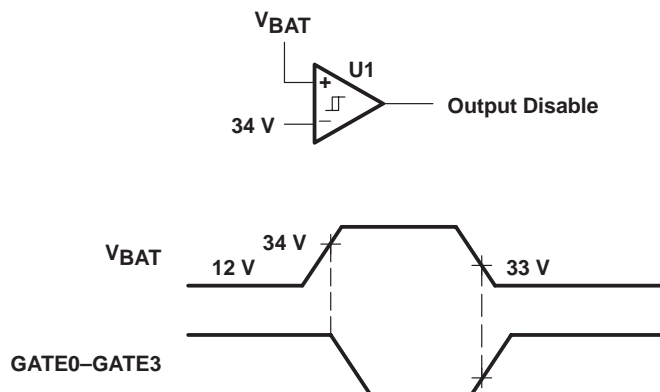 VBAT
U1
+
34 V
−
Output Disable
VBAT
12 V
34 V
33 V
GATE0–GATE3